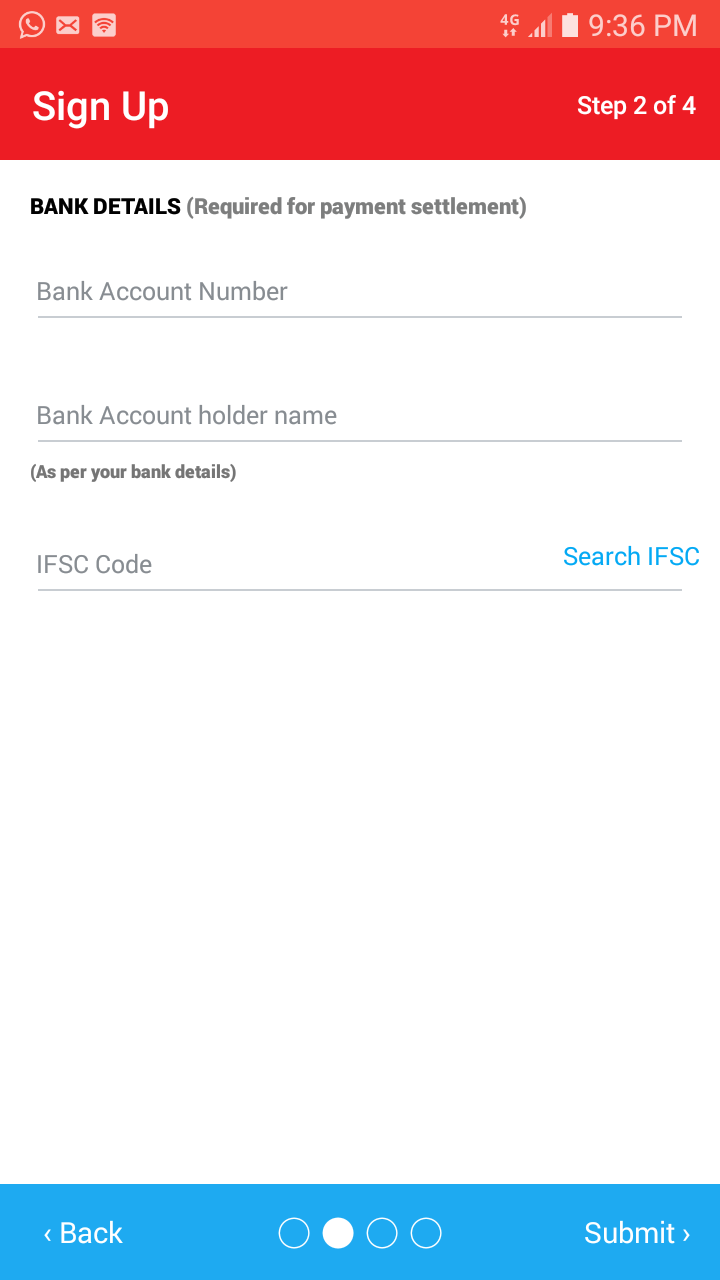 4G 9:36 PM
Sign Up Step 2 of 4
BANK DETAILS (Required for payment settlement)
Bank Account Number
Bank Account holder name
(As per your bank details)
IFSC Code Search IFSC
‹ Back Submit ›